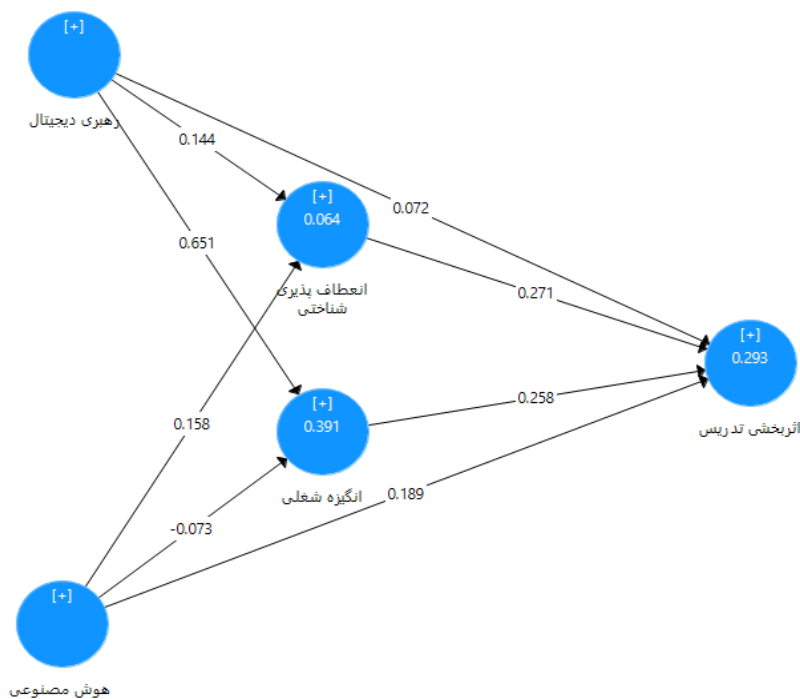 [+]
رهبری دیجیتال
0.144
0.072
[+]
0.064
0.651
انعطاف پذیری
شناختی
0.271
[+]
0.293
[+]
0.391
0.258
0.158
اثربخشی تدریس
انگیزه شغلی
0.189
-0.073
[+]
هوش مصنوعی